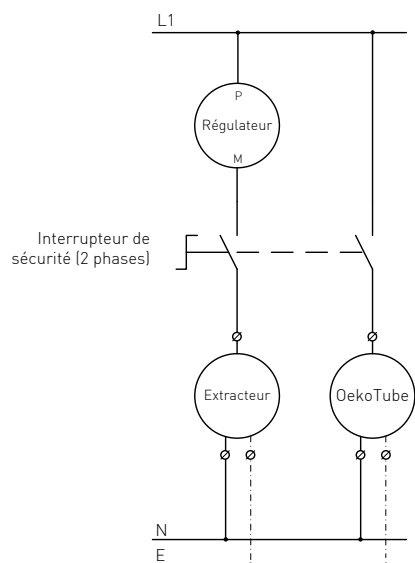 L1
P
Régulateur
M
Interrupteur de
sécurité (2 phases)
Extracteur
OekoTube
N
E